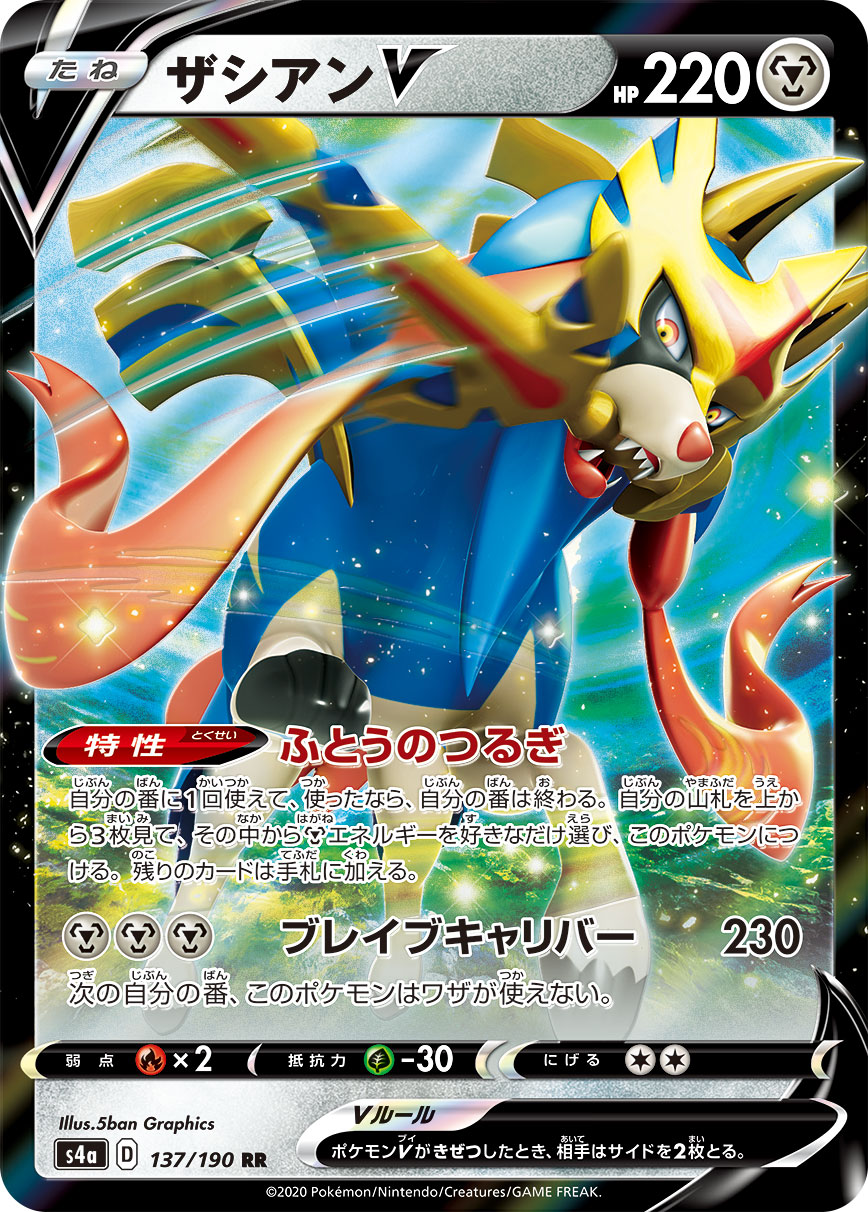 たね ザシアンV HP 220
特性 とくせい ふとうのつるぎ
自分の番に1回使えて、使ったなら、自分の番は終わる。自分の山札を上か
ら3枚見て、その中からエネルギーを好きなだけ選び、このポケモンにつ
ける。残りのカードは手札に加える。
ブレイブキャリバー 230
次の自分の番、このポケモンはワザが使えない。
弱点 ×2 抵抗力 -30 にげる
Illus.5ban Graphics
Vルール
ポケモンVがきぜつしたとき、相手はサイドを2枚とる。
s4a D 137/190 RR
©2020 Pokémon/Nintendo/Creatures/GAME FREAK.